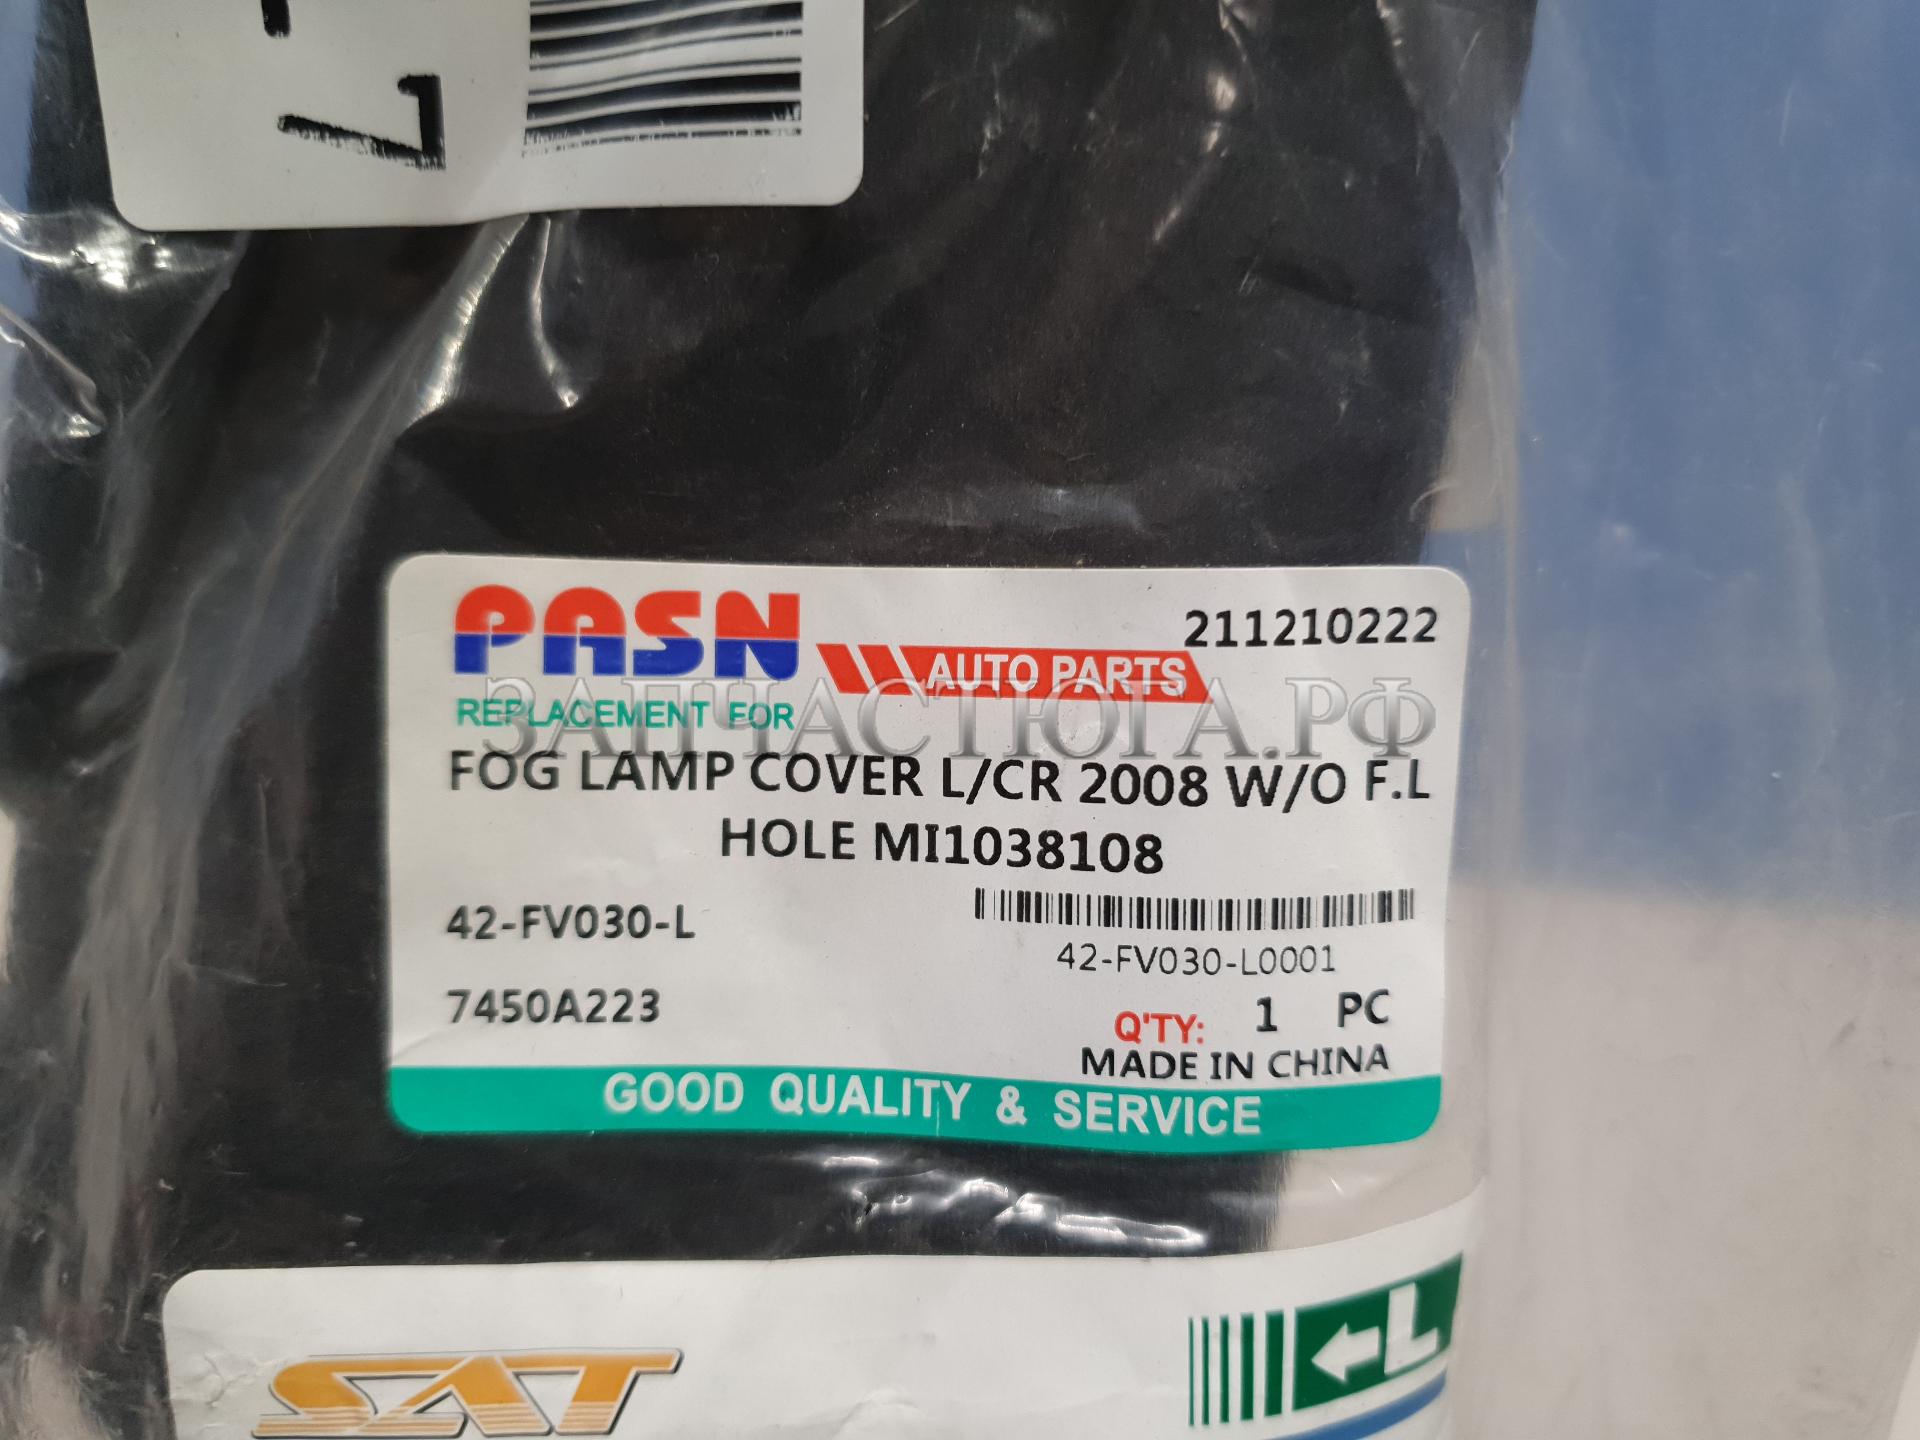 PASN
AUTO PARTS
211210222
REPLACEMENT FOR
ЗАПЧАСТЮГА.РФ
FOG LAMP COVER L/CR 2008 W/O F.L
HOLE MI1038108
42-FV030-L
42-FV030-L0001
7450A223
Q'TY: 1 PC
MADE IN CHINA
GOOD QUALITY & SERVICE
SAT
L